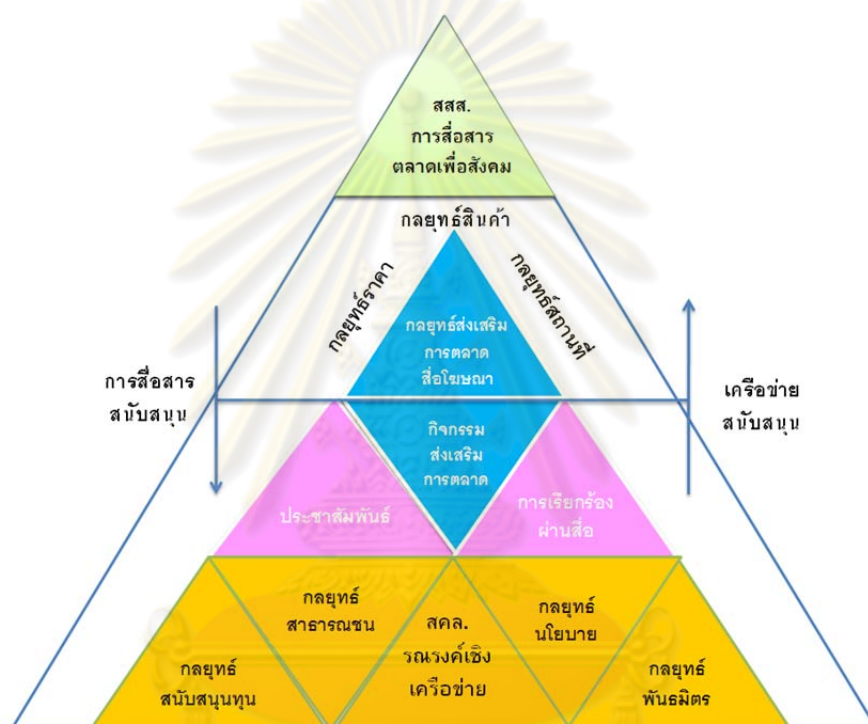 สสส.
การสื่อสาร
ตลาดเพื่อสังคม
กลยุทธ์สินค้า
กลยุทธ์ราคา
กลยุทธ์สถานที่
กลยุทธ์ส่งเสริม
การตลาด
สื่อโฆษณา
การสื่อสาร
สนับสนุน
เครือข่าย
สนับสนุน
กิจกรรม
ส่งเสริม
การตลาด
ประชาสัมพันธ์
การเรียกร้อง
ผ่านสื่อ
กลยุทธ์
สนับสนุนทุน
กลยุทธ์
สาธารณชน
สคล.
รณรงค์เชิง
เครือข่าย
กลยุทธ์
นโยบาย
กลยุทธ์
พันธมิตร